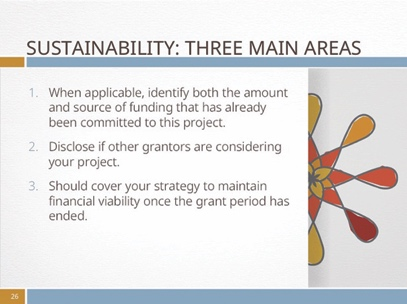 SUSTAINABILITY: THREE MAIN AREAS
1. When applicable, identify both the amount
and source of funding that has already
been committed to this project.
2. Disclose if other grantors are considering
your project.
3. Should cover your strategy to maintain
financial viability once the grant period has
ended.
26